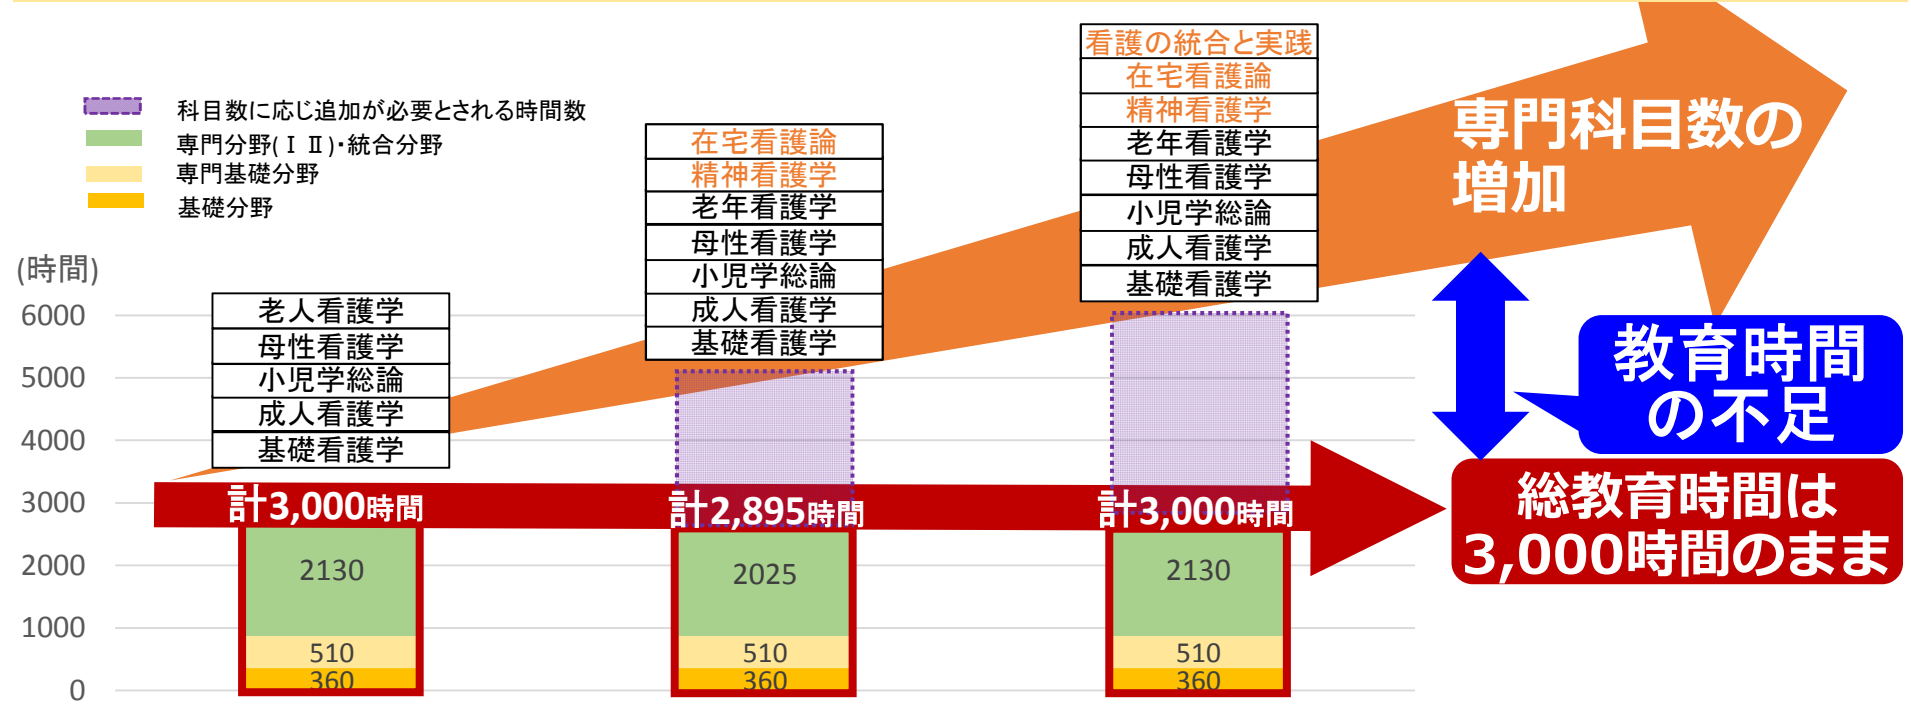 科目数に応じ追加が必要とされる時間数
専門分野(Ⅰ Ⅱ)・統合分野
専門基礎分野
基礎分野
(時間)
6000
5000
4000
3000
2000
1000
0
老人看護学
母性看護学
小児学総論
成人看護学
基礎看護学
計3,000時間
2130
510
360
在宅看護論
精神看護学
老年看護学
母性看護学
小児学総論
成人看護学
基礎看護学
計2,895時間
2025
510
360
看護の統合と実践
在宅看護論
精神看護学
老年看護学
母性看護学
小児学総論
成人看護学
基礎看護学
計3,000時間
2130
510
360
専門科目数の
増加
教育時間
の不足
総教育時間は
3,000時間のまま